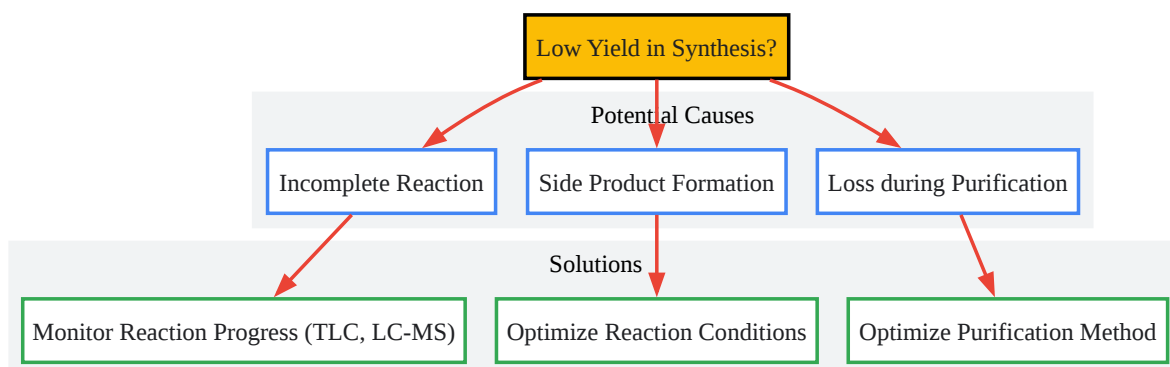 Low Yield in Synthesis?
Potential Causes
Incomplete Reaction
Side Product Formation
Loss during Purification
Solutions
Monitor Reaction Progress (TLC, LC-MS)
Optimize Reaction Conditions
Optimize Purification Method